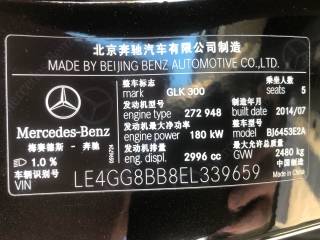 北京奔驰汽车有限公司制造
MADE BY BEIJING BENZ AUTOMOTIVE CO.,LTD.
整车标志 乘坐人数
mark GLK 300 seats 5
发动机型号 制造年月
engine type 272 948 built date 2014/07
发动机最大净功率 整车型号
engine power 180 kW model BJ6453E2A
发动机排量 最大允许总质量
eng. displ. 2996 cc GVW 2480 kg
中国制造
Mercedes-Benz
梅赛德斯－奔驰
1.0 %
车辆识别号
VIN LE4GG8BB8EL339659